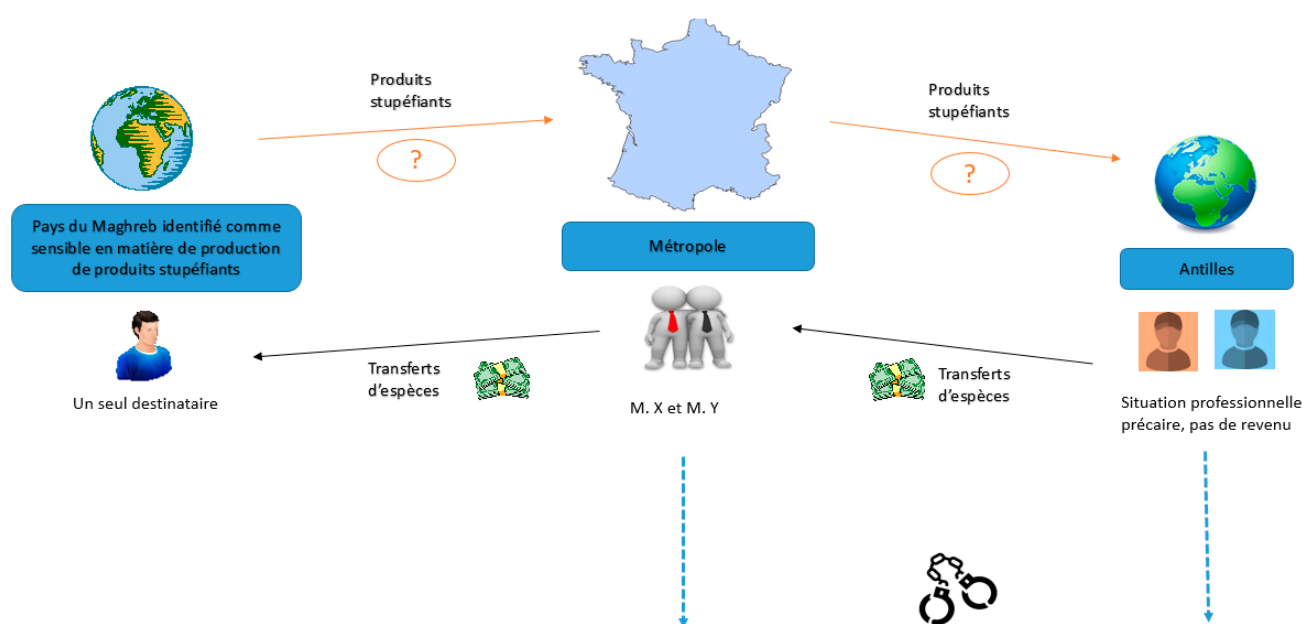 Produits
stupéfiants
?
Produits
stupéfiants
?
Pays du Maghreb identifié comme
sensible en matière de production
de produits stupéfiants
Métropole
Antilles
Transferts
d'espèces
Transferts
d'espèces
Un seul destinataire
M. X et M. Y
Situation professionnelle
précaire, pas de revenu